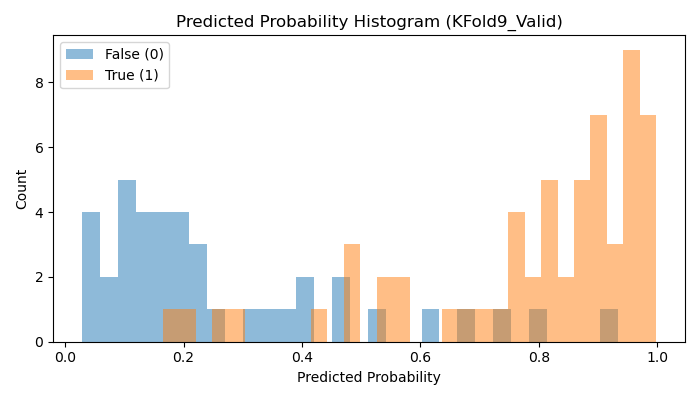 Predicted Probability Histogram (KFold9_Valid)
False (0)
True (1)
Count
8
6
4
2
0
0.0 0.2 0.4 0.6 0.8 1.0
Predicted Probability